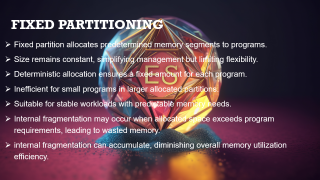 FIXED PARTITIONING
➢ Fixed partition allocates predetermined memory segments to programs.
➢ Size remains constant, simplifying management but limiting flexibility.
➢ Deterministic allocation ensures a fixed amount for each program.
➢ Inefficient for small programs in larger allocated partitions.
➢ Suitable for stable workloads with predictable memory needs.
➢ Internal fragmentation may occur when allocated space exceeds program
requirements, leading to wasted memory.
➢ internal fragmentation can accumulate, diminishing overall memory utilization
efficiency.
ES